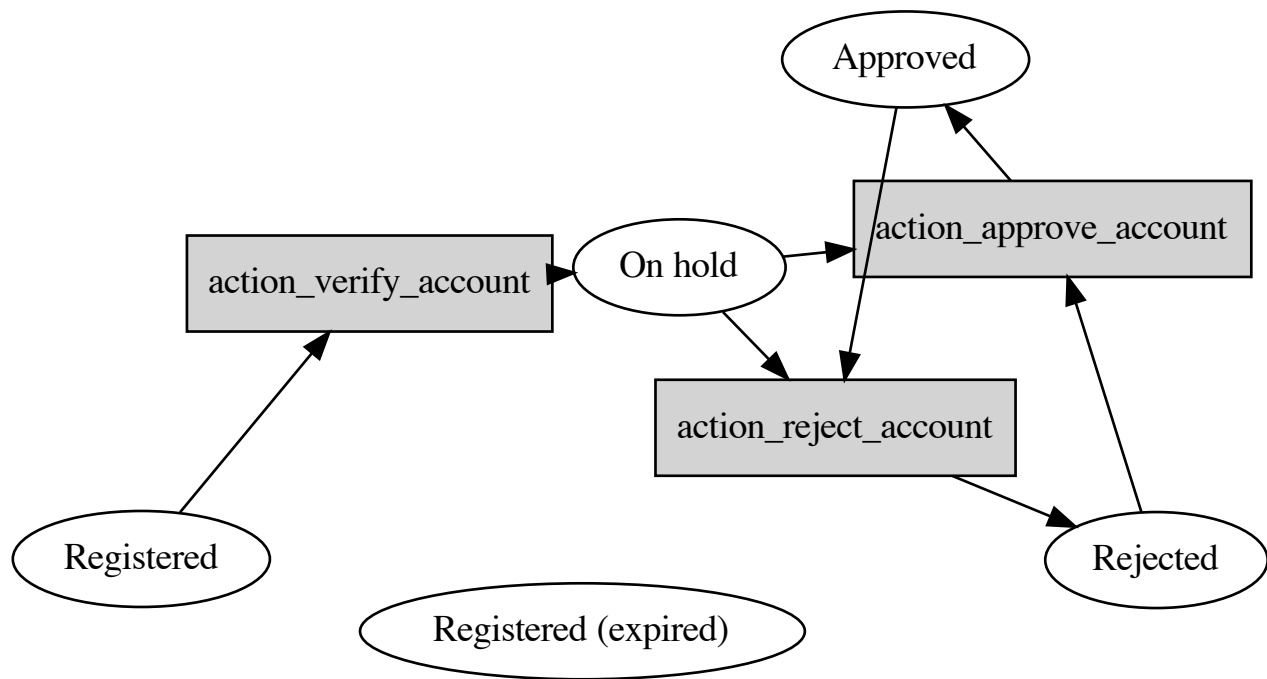 Approved
action_approve_account
On hold
action_verify_account
action_reject_account
Registered
Rejected
Registered (expired)